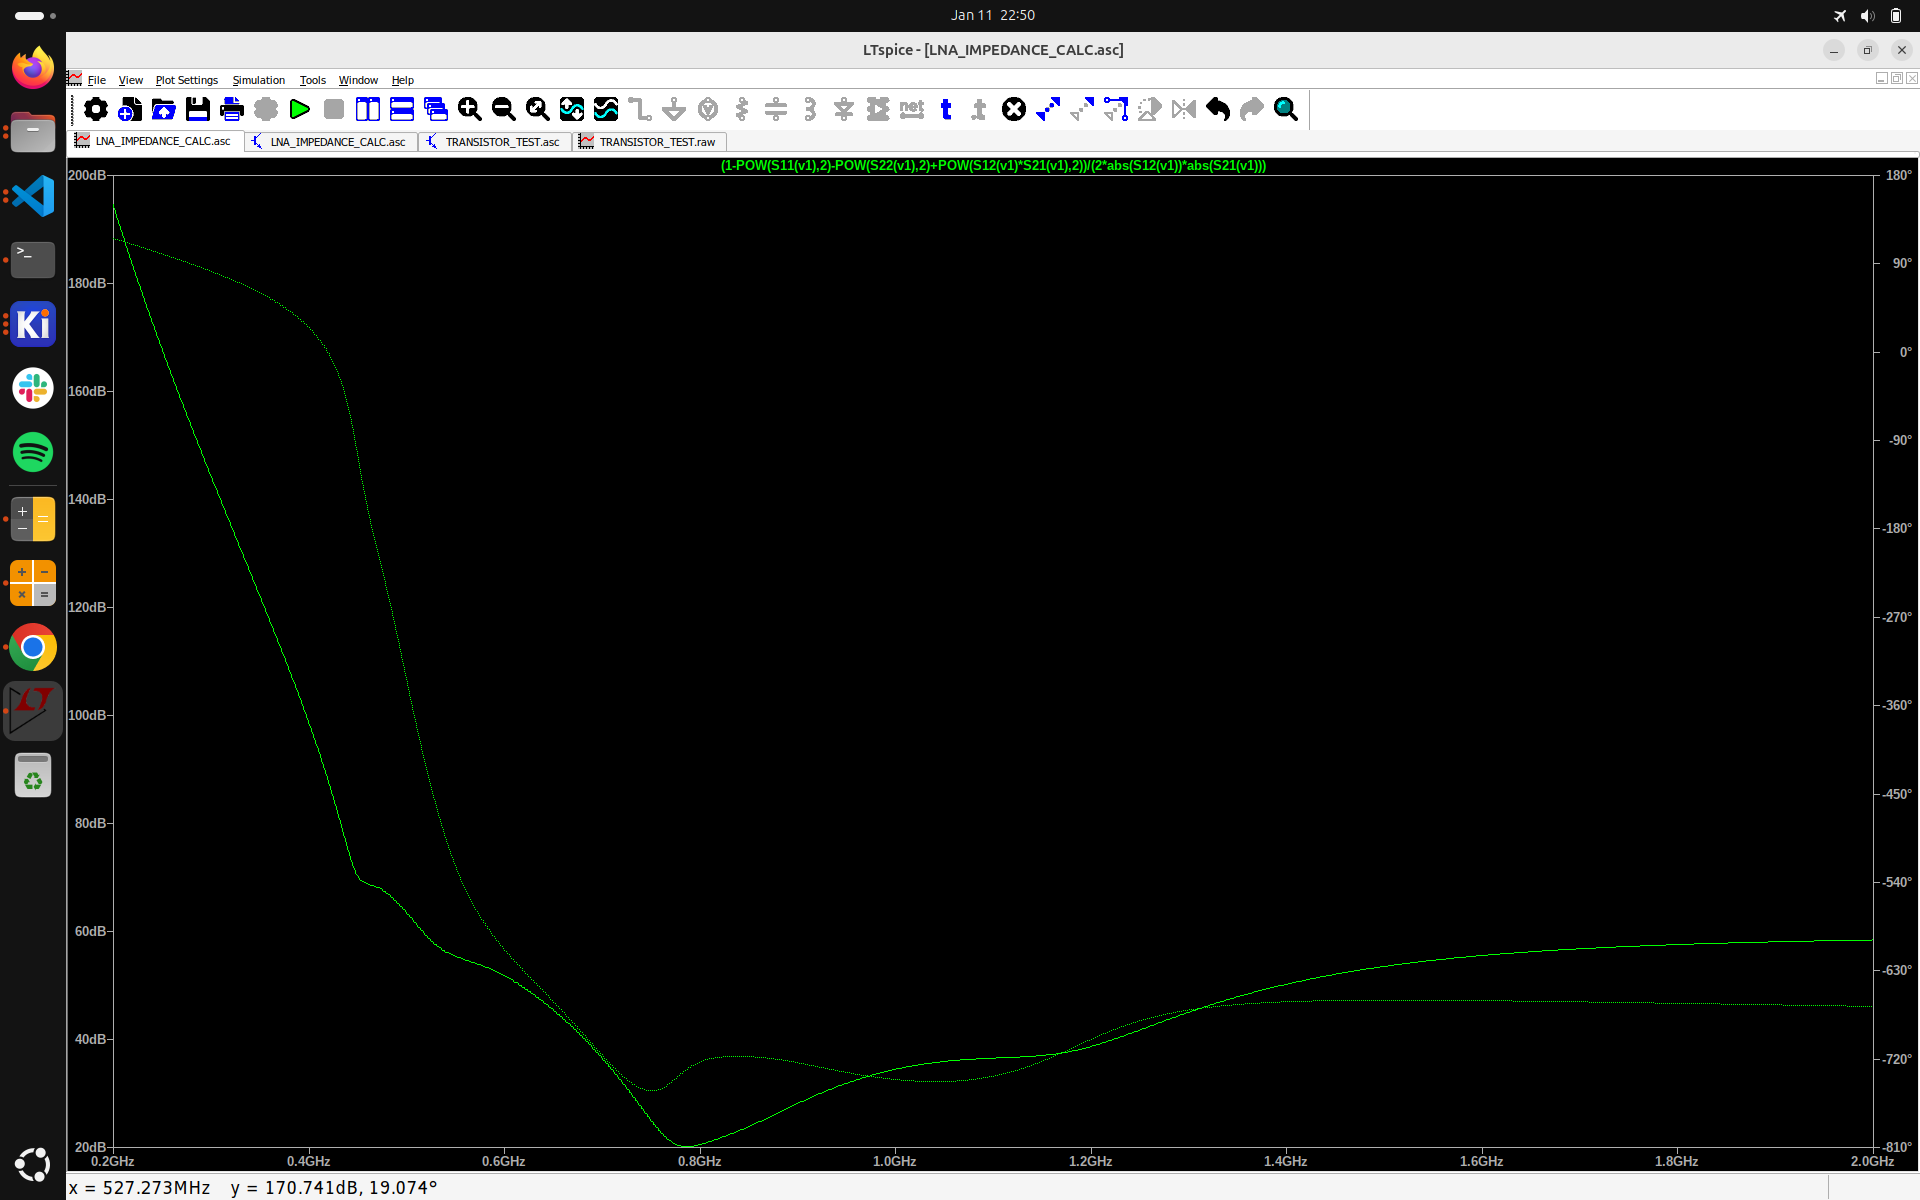 Jan 11 22:50
LTspice - [LNA_IMPEDANCE_CALC.asc]
File View Plot Settings Simulation Tools Window Help
net t t
LNA_IMPEDANCE_CALC.asc LNA_IMPEDANCE_CALC.asc TRANSISTOR_TEST.asc TRANSISTOR_TEST.raw
(1-POW(S11(v1),2)-POW(S22(v1),2)+POW(S12(v1)*S21(v1),2))/(2*abs(S12(v1))*abs(S21(v1)))
200dB 180°
180dB 90°
160dB 0°
140dB -90°
120dB -180°
100dB -270°
80dB -360°
60dB -450°
40dB -540°
20dB -630°
-720°
-810°
0.2GHz 0.4GHz 0.6GHz 0.8GHz 1.0GHz 1.2GHz 1.4GHz 1.6GHz 1.8GHz 2.0GHz
x = 527.273MHz y = 170.741dB, 19.074°
Ki
LT